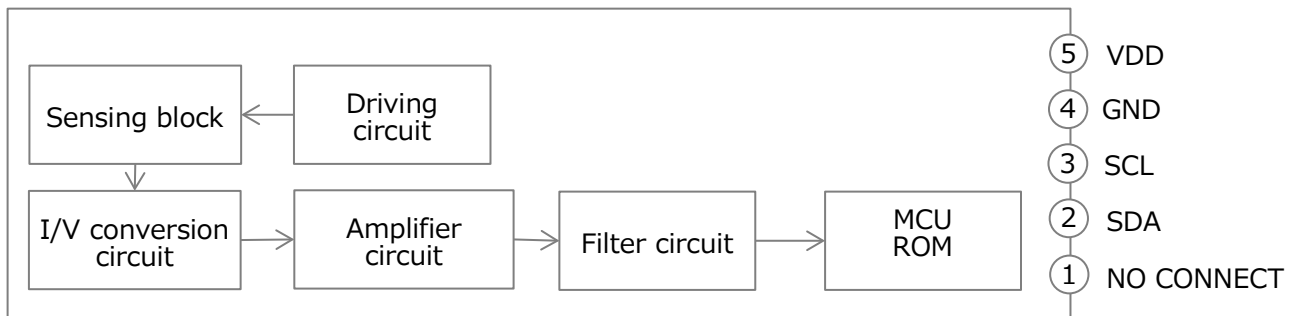 Sensing block
Driving
circuit
I/V conversion
circuit
Amplifier
circuit
Filter circuit
MCU
ROM
5 VDD
4 GND
3 SCL
2 SDA
1 NO CONNECT